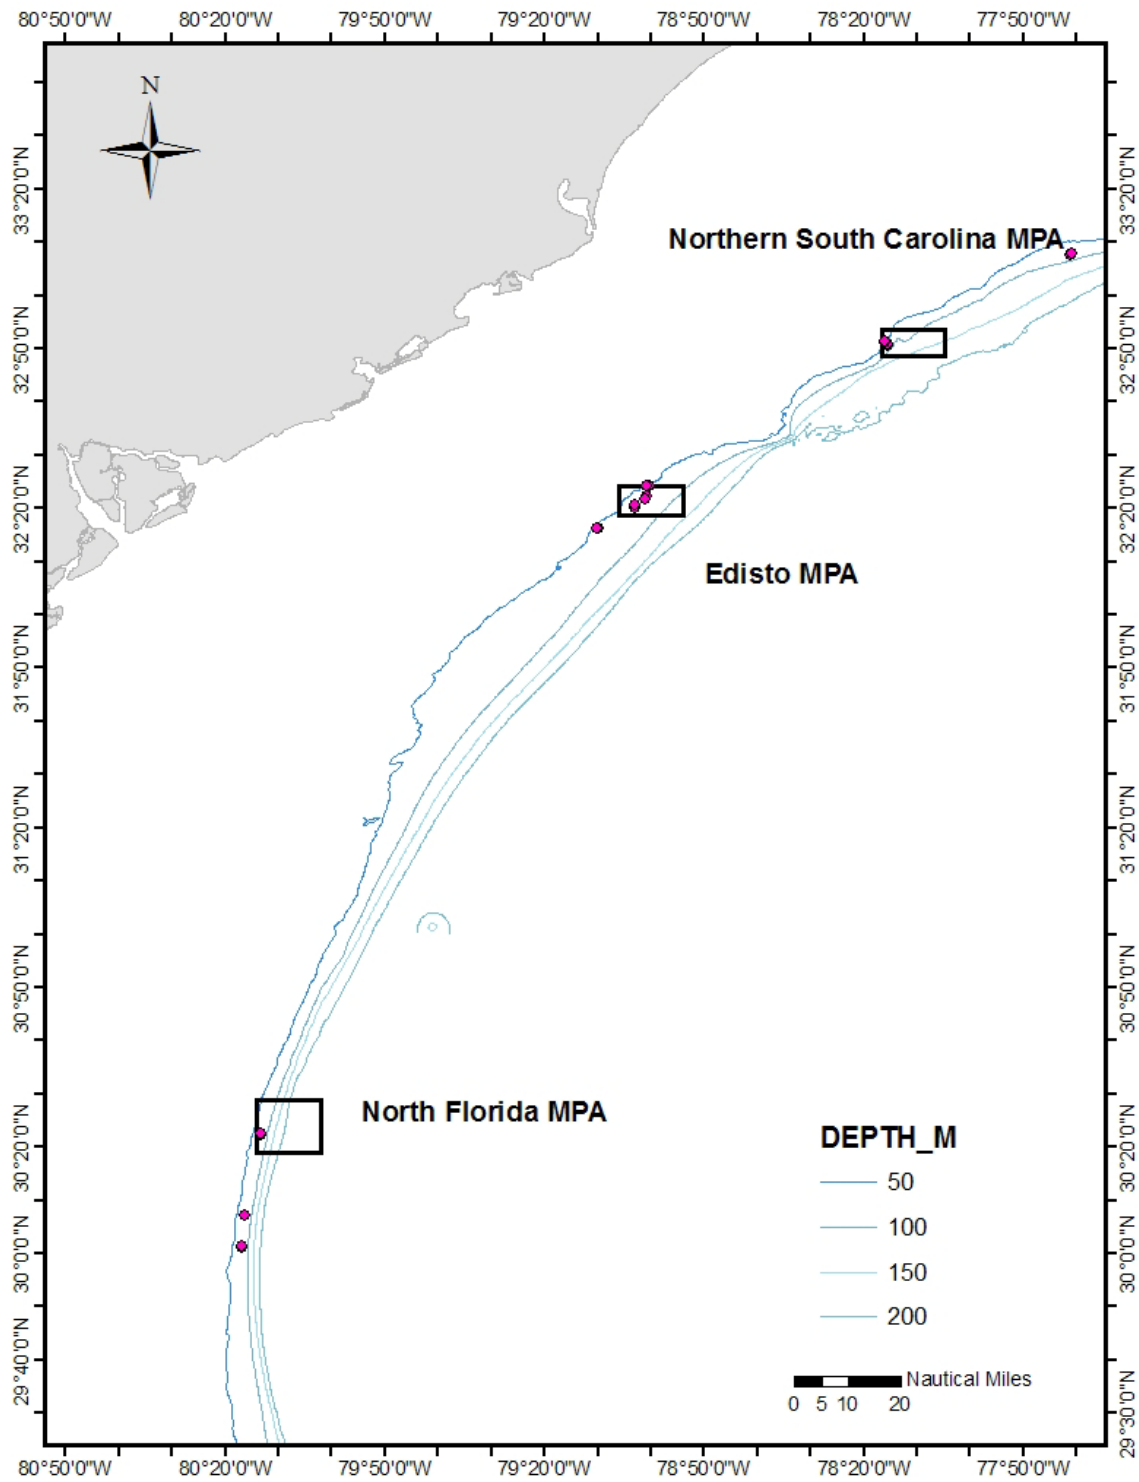 80°50'0"W 80°20'0"W 79°50'0"W 79°20'0"W 78°50'0"W 78°20'0"W 77°50'0"W
N
33°20'0"N 33°20'0"N
Northern South Carolina MPA
32°50'0"N 32°50'0"N
32°20'0"N 32°20'0"N
Edisto MPA
31°50'0"N 31°50'0"N
31°20'0"N 31°20'0"N
30°50'0"N 30°50'0"N
North Florida MPA
30°20'0"N 30°20'0"N
DEPTH_M
50
30°0'0"N 100 30°0'0"N
150
200
29°40'0"N Nautical Miles 29°30'0"N
0 5 10 20
80°50'0"W 80°20'0"W 79°50'0"W 79°20'0"W 78°50'0"W 78°20'0"W 77°50'0"W